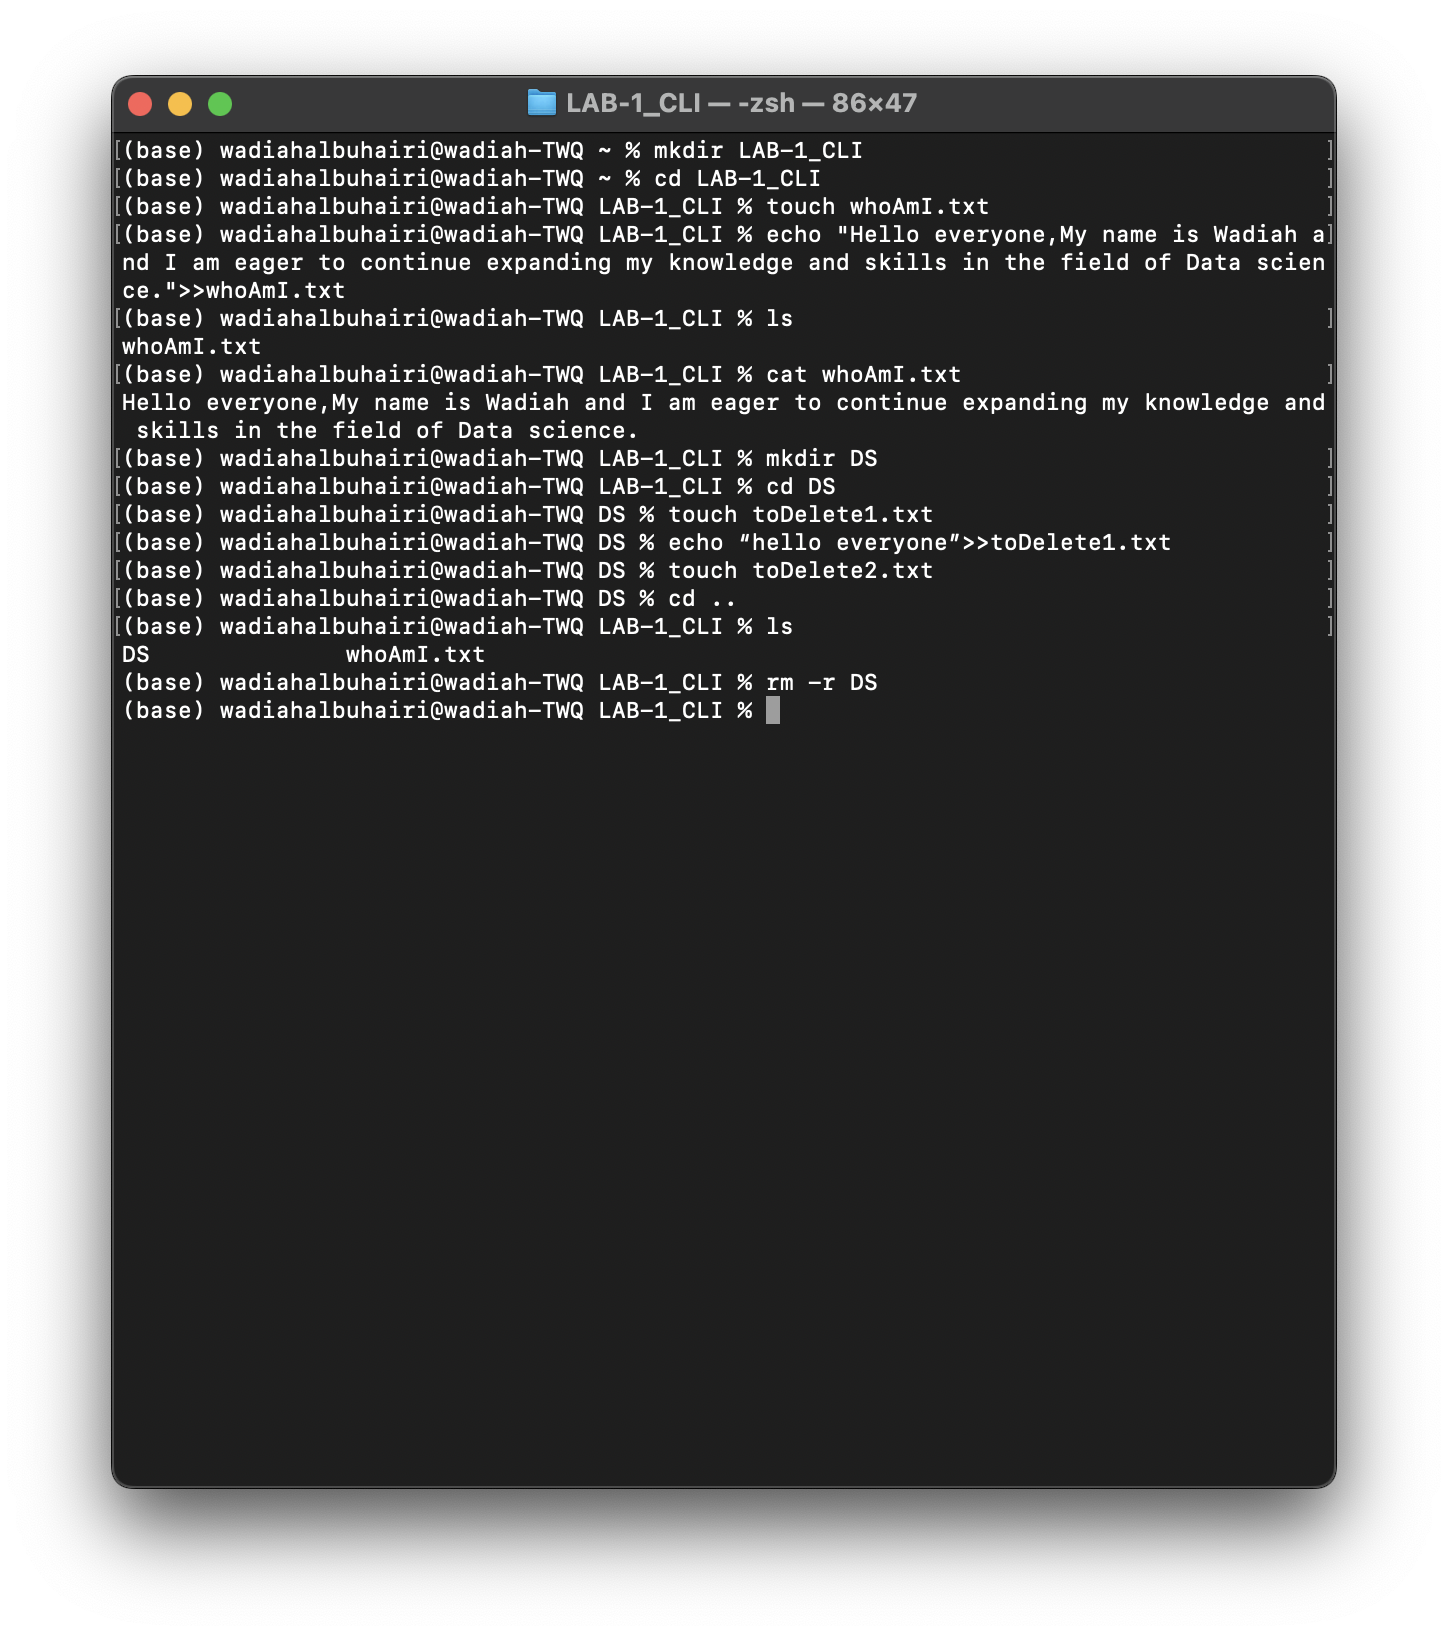 LAB-1_CLI — -zsh — 86×47
[(base) wadiahalbuhairi@wadiah-TWQ ~ % mkdir LAB-1_CLI ]
[(base) wadiahalbuhairi@wadiah-TWQ ~ % cd LAB-1_CLI ]
[(base) wadiahalbuhairi@wadiah-TWQ LAB-1_CLI % touch whoAmI.txt ]
[(base) wadiahalbuhairi@wadiah-TWQ LAB-1_CLI % echo "Hello everyone,My name is Wadiah a]
nd I am eager to continue expanding my knowledge and skills in the field of Data scien
ce.">>whoAmI.txt
[(base) wadiahalbuhairi@wadiah-TWQ LAB-1_CLI % ls ]
whoAmI.txt
[(base) wadiahalbuhairi@wadiah-TWQ LAB-1_CLI % cat whoAmI.txt ]
Hello everyone,My name is Wadiah and I am eager to continue expanding my knowledge and
 skills in the field of Data science.
[(base) wadiahalbuhairi@wadiah-TWQ LAB-1_CLI % mkdir DS ]
[(base) wadiahalbuhairi@wadiah-TWQ LAB-1_CLI % cd DS ]
[(base) wadiahalbuhairi@wadiah-TWQ DS % touch toDelete1.txt ]
[(base) wadiahalbuhairi@wadiah-TWQ DS % echo “hello everyone”>>toDelete1.txt ]
[(base) wadiahalbuhairi@wadiah-TWQ DS % touch toDelete2.txt ]
[(base) wadiahalbuhairi@wadiah-TWQ DS % cd .. ]
[(base) wadiahalbuhairi@wadiah-TWQ LAB-1_CLI % ls ]
DS              whoAmI.txt
(base) wadiahalbuhairi@wadiah-TWQ LAB-1_CLI % rm -r DS
(base) wadiahalbuhairi@wadiah-TWQ LAB-1_CLI %